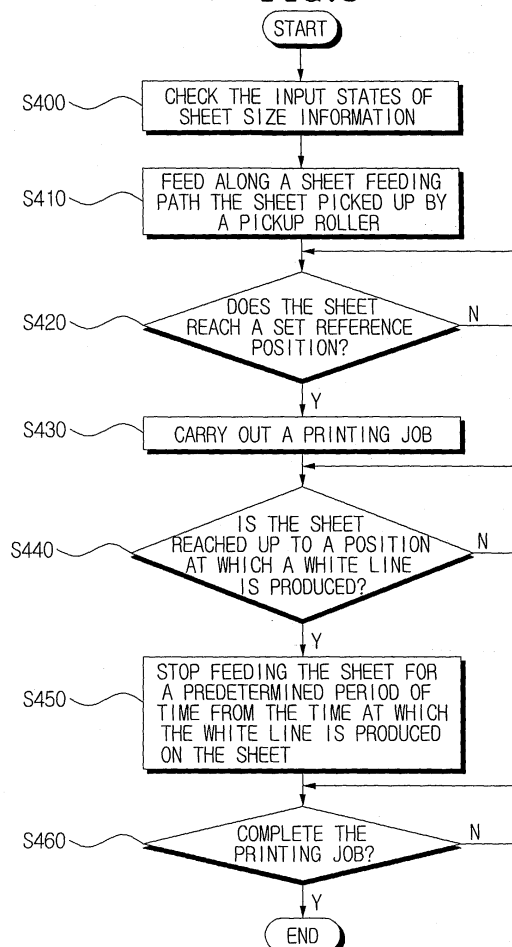 START
S400
CHECK THE INPUT STATES OF
SHEET SIZE INFORMATION
S410
FEED ALONG A SHEET FEEDING
PATH THE SHEET PICKED UP BY
A PICKUP ROLLER
S420
DOES THE SHEET
REACH A SET REFERENCE
POSITION?
N
Y
S430
CARRY OUT A PRINTING JOB
S440
IS THE SHEET
REACHED UP TO A POSITION
AT WHICH A WHITE LINE
IS PRODUCED?
N
Y
S450
STOP FEEDING THE SHEET FOR
A PREDETERMINED PERIOD OF
TIME FROM THE TIME AT WHICH
THE WHITE LINE IS PRODUCED
ON THE SHEET
S460
COMPLETE THE
PRINTING JOB?
N
Y
END